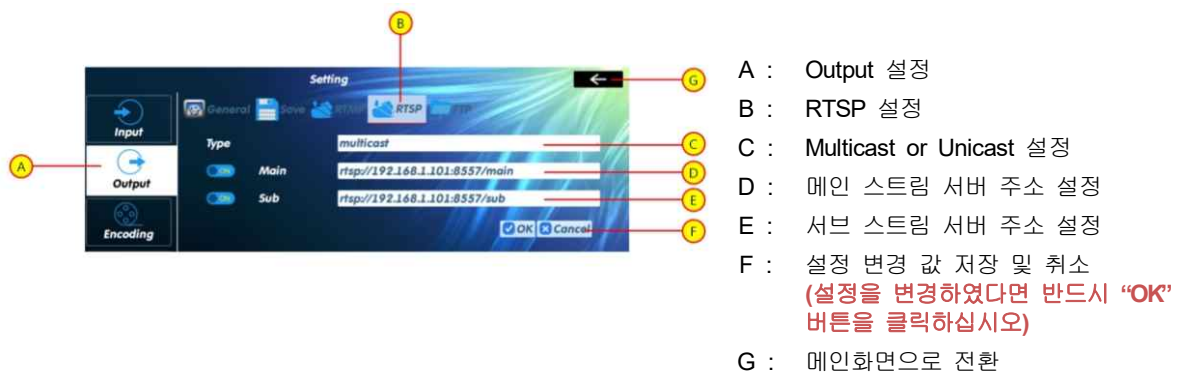 B
Setting
G
General Save RTMP RTSP FTP
Input
Type multicast
C
A
ON Main rtsp://192.168.1.101:8557/main
D
Output
ON Sub rtsp://192.168.1.101:8557/sub
E
OK Cancel
F
Encoding
A : Output 설정
B : RTSP 설정
C : Multicast or Unicast 설정
D : 메인 스트림 서버 주소 설정
E : 서브 스트림 서버 주소 설정
F : 설정 변경 값 저장 및 취소
(설정을 변경하였다면 반드시 “OK”
버튼을 클릭하십시오)
G : 메인화면으로 전환